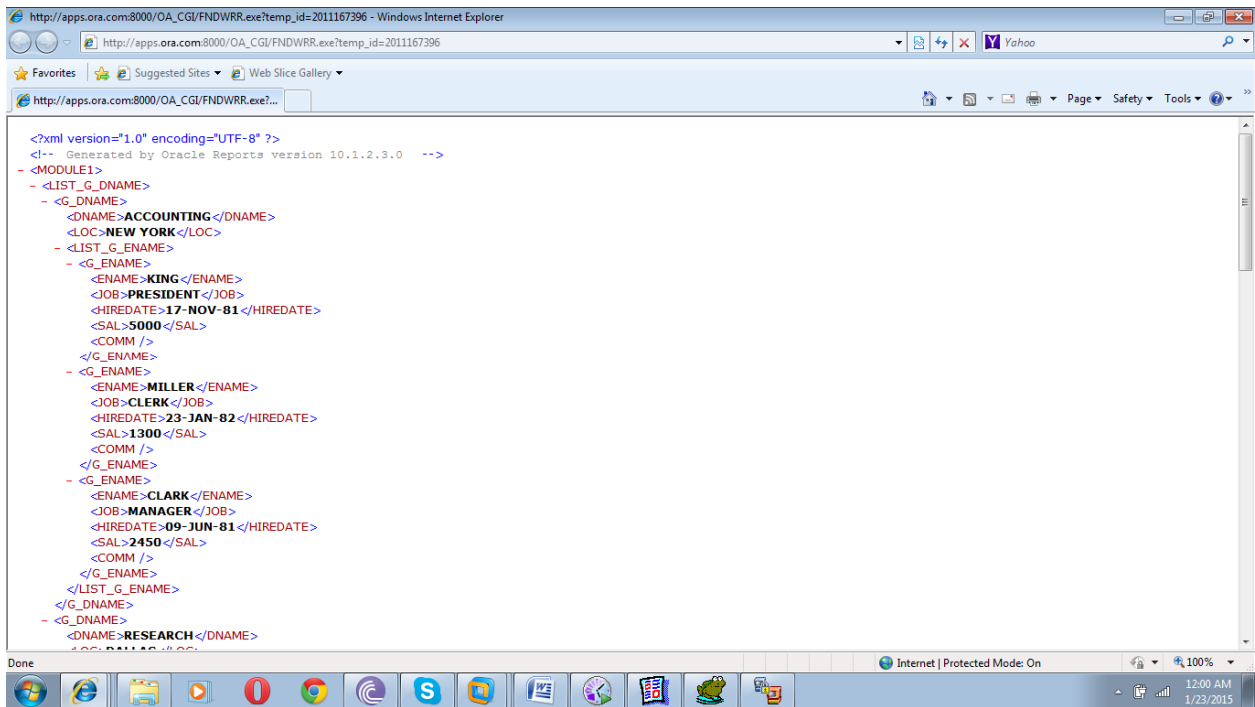 http://apps.ora.com:8000/OA_CGI/FNDWRR.exe?temp_id=2011167396 - Windows Internet Explorer
http://apps.ora.com:8000/OA_CGI/FNDWRR.exe?temp_id=2011167396
Yahoo
Favorites Suggested Sites Web Slice Gallery
http://apps.ora.com:8000/OA_CGI/FNDWRR.exe?...
Page Safety Tools
<?xml version="1.0" encoding="UTF-8" ?>
<!-- Generated by Oracle Reports version 10.1.2.3.0 -->
- <MODULE1>
- <LIST_G_DNAME>
- <G_DNAME>
<DNAME>ACCOUNTING</DNAME>
<LOC>NEW YORK</LOC>
- <LIST_G_ENAME>
- <G_ENAME>
<ENAME>KING</ENAME>
<JOB>PRESIDENT</JOB>
<HIREDATE>17-NOV-81</HIREDATE>
<SAL>5000</SAL>
<COMM />
</G_ENAME>
- <G_ENAME>
<ENAME>MILLER</ENAME>
<JOB>CLERK</JOB>
<HIREDATE>23-JAN-82</HIREDATE>
<SAL>1300</SAL>
<COMM />
</G_ENAME>
- <G_ENAME>
<ENAME>CLARK</ENAME>
<JOB>MANAGER</JOB>
<HIREDATE>09-JUN-81</HIREDATE>
<SAL>2450</SAL>
<COMM />
</G_ENAME>
</LIST_G_ENAME>
</G_DNAME>
- <G_DNAME>
<DNAME>RESEARCH</DNAME>
<LOC>DALLAS</LOC>
Done
Internet | Protected Mode: On
100%
12:00 AM
1/23/2015